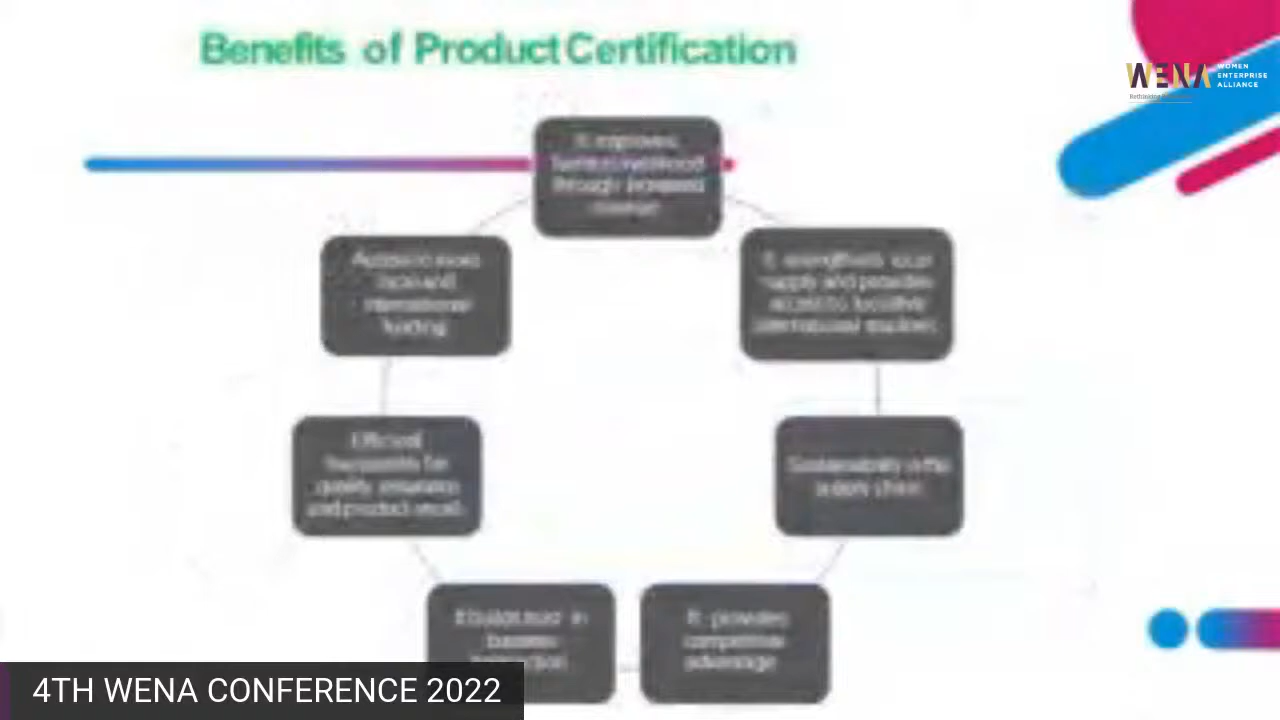 Benefits of Product Certification
WENA
WOMEN
ENTERPRISE
ALLIANCE
It improves
through increased
It strengthens local
supply and provides
access to lucrative
international markets
Sustainability of the
supply chain
It provides
competitive
advantage
It builds trust in
business
Efficient
traceability for
quality assurance
and product recall
Access to more
local and
international
funding
4TH WENA CONFERENCE 2022